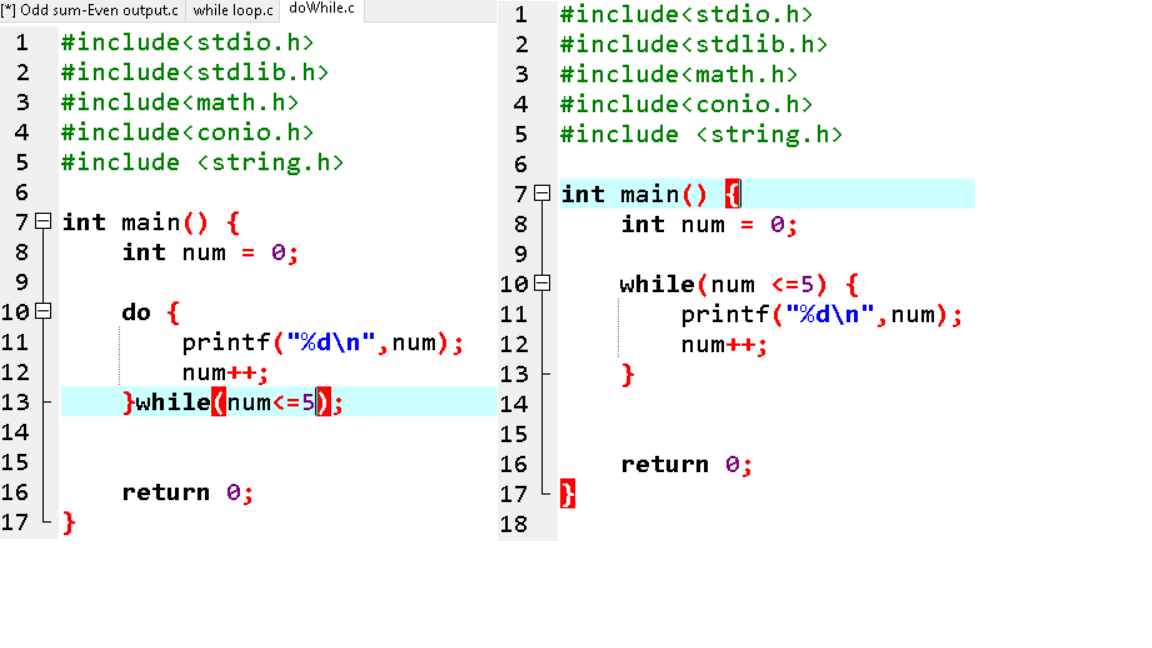 [*] Odd sum-Even output.c while loop.c doWhile.c
1 #include<stdio.h>
2 #include<stdlib.h>
3 #include<math.h>
4 #include<conio.h>
5 #include <string.h>
6
7 int main() {
8 int num = 0;
9
10 do {
11 printf("%d\n",num);
12 num++;
13 }while(num<=5);
14
15
16 return 0;
17 }
1 #include<stdio.h>
2 #include<stdlib.h>
3 #include<math.h>
4 #include<conio.h>
5 #include <string.h>
6
7 int main() {
8 int num = 0;
9
10 while(num <=5) {
11 printf("%d\n",num);
12 num++;
13 }
14
15
16 return 0;
17 }
18